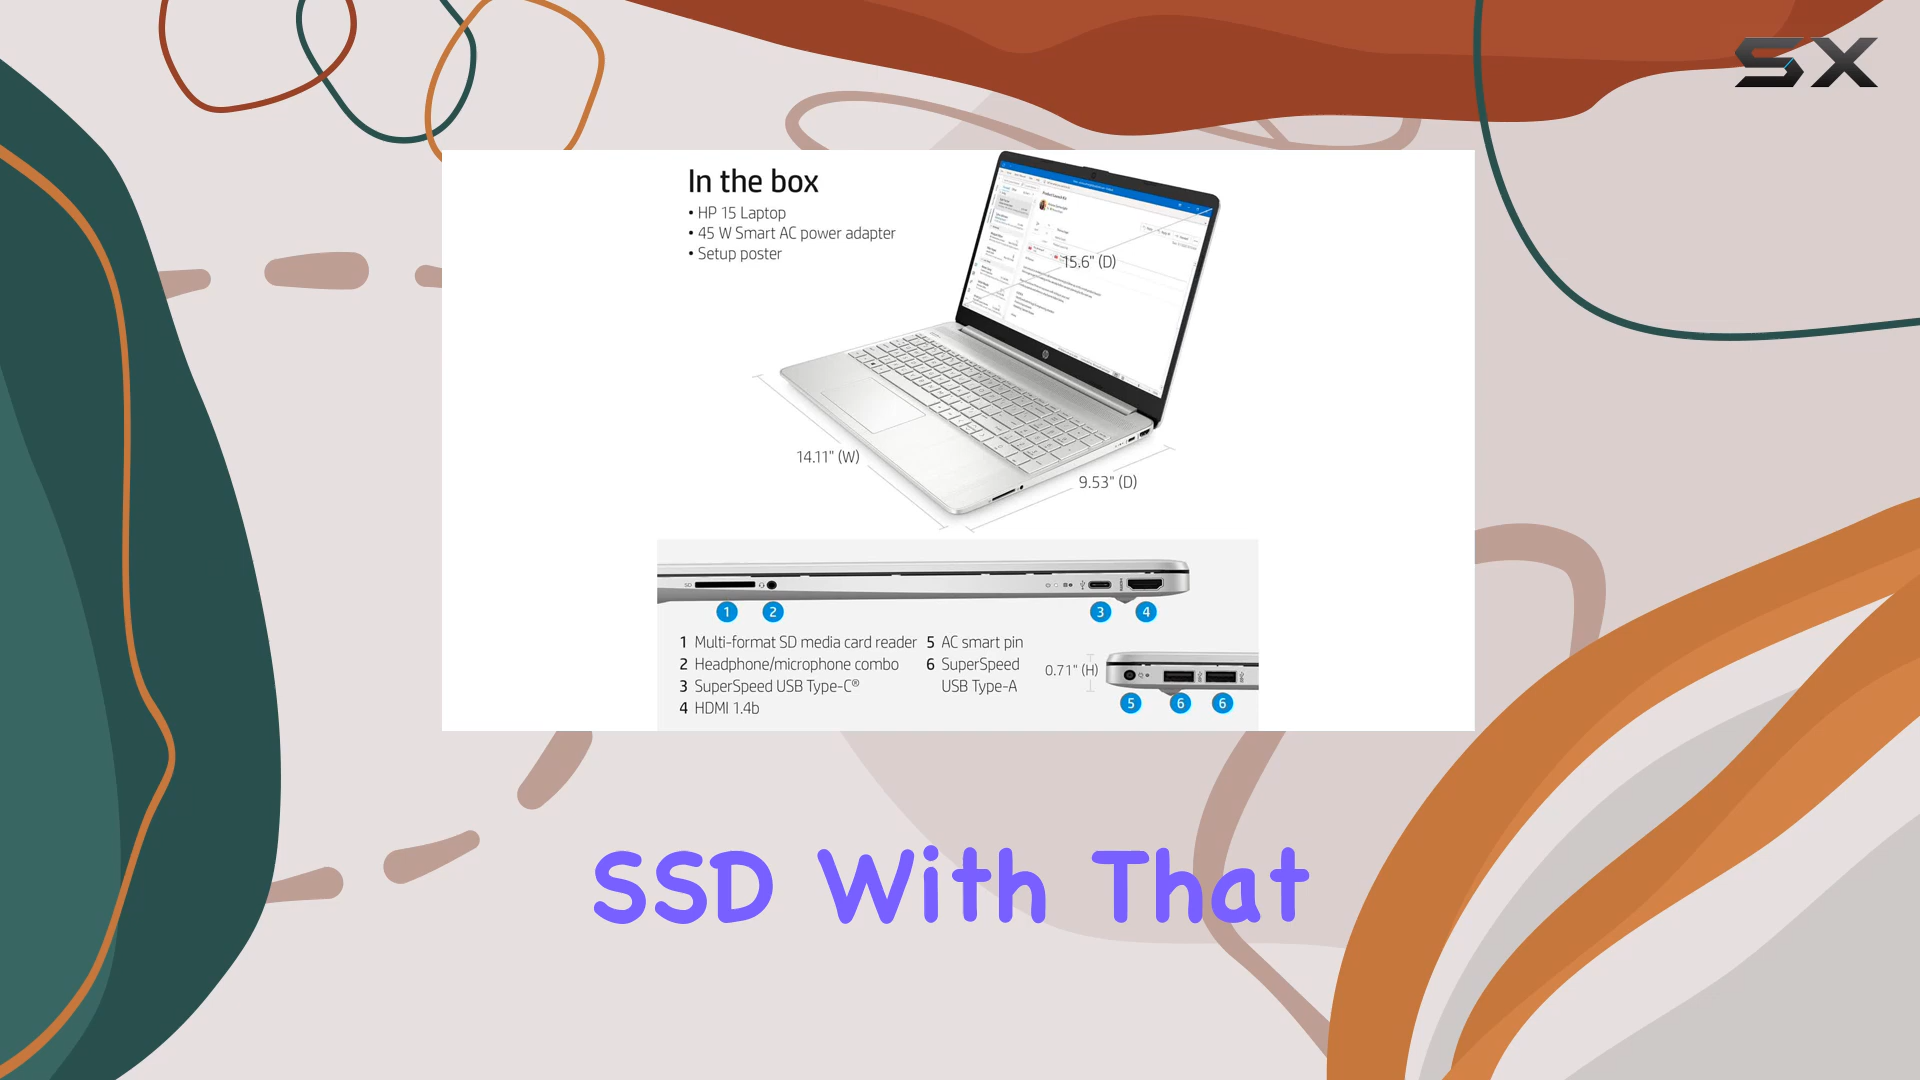 SX
In the box
• HP 15 Laptop
• 45 W Smart AC power adapter
• Setup poster
15.6" (D)
14.11" (W)
9.53" (D)
SD
1 2 3 4
1 Multi-format SD media card reader
2 Headphone/microphone combo
3 SuperSpeed USB Type-C®
4 HDMI 1.4b
5 AC smart pin
6 SuperSpeed
USB Type-A
0.71" (H)
5 6 6
SSD With That